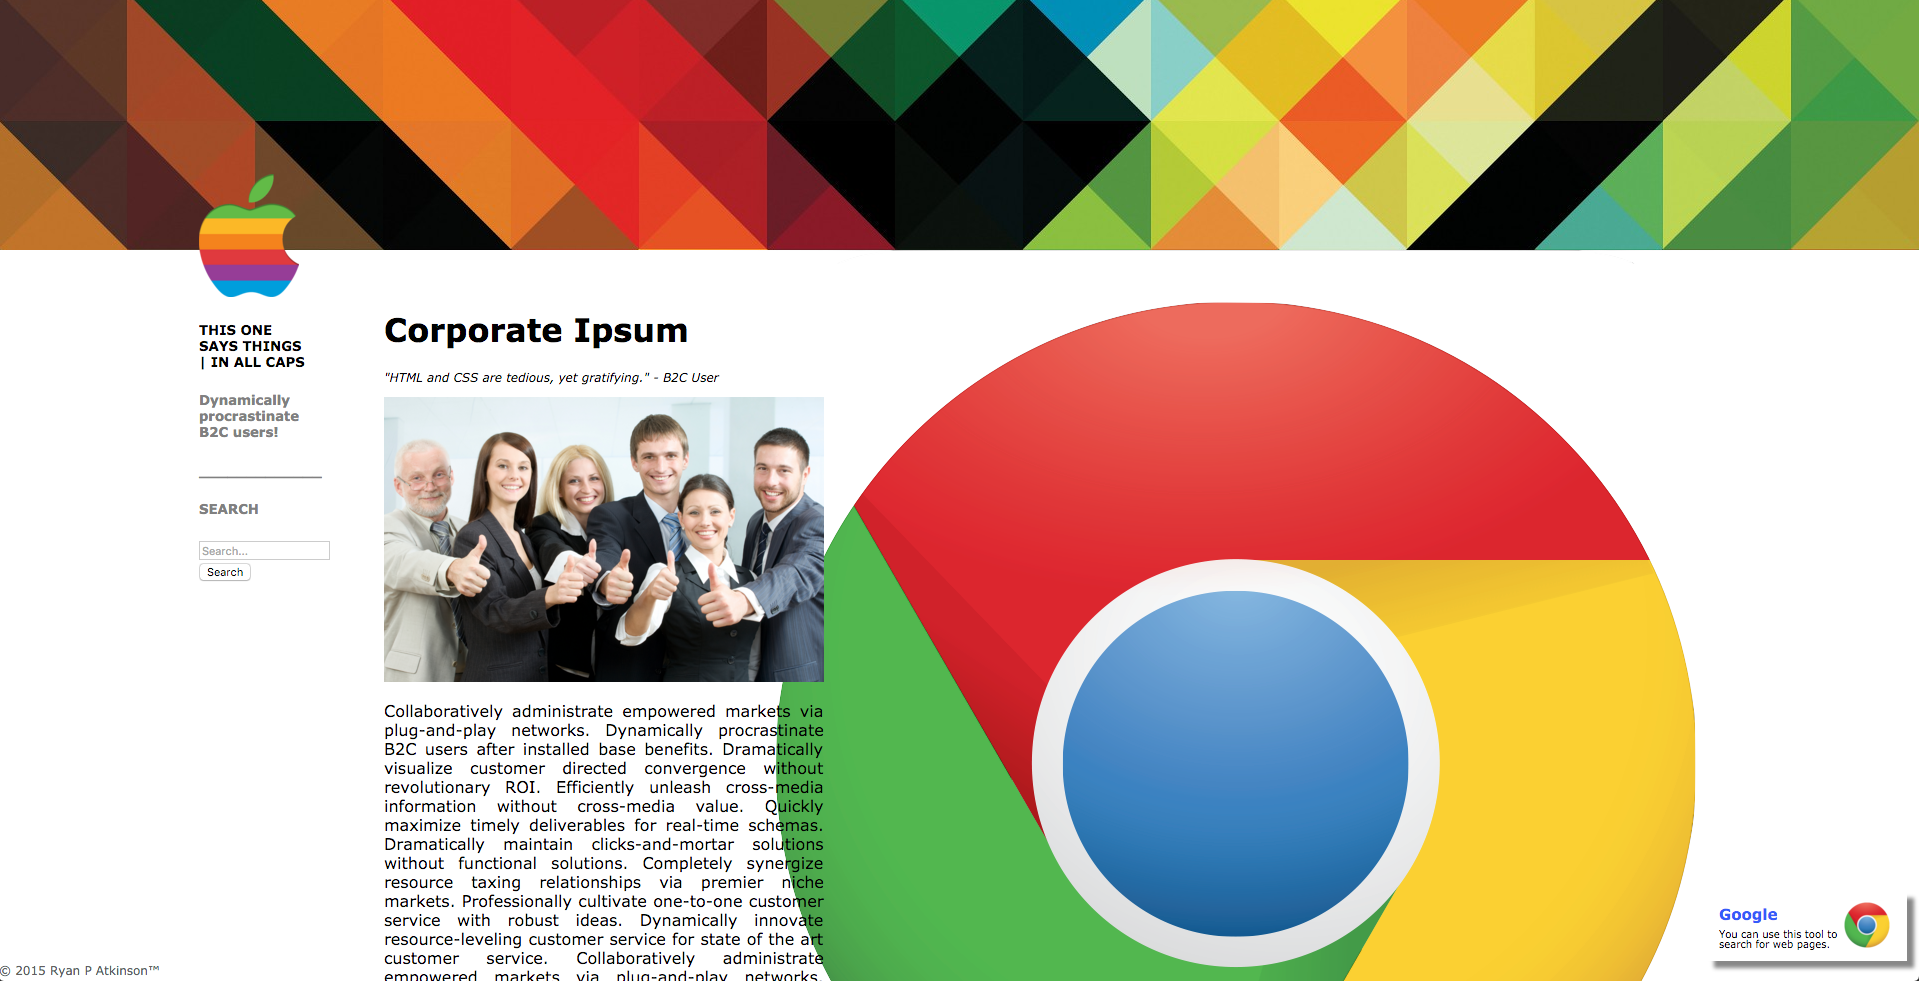 THIS ONE
SAYS THINGS
| IN ALL CAPS
Dynamically
procrastinate
B2C users!
SEARCH
Search...
Search
Corporate Ipsum
"HTML and CSS are tedious, yet gratifying." - B2C User
Collaboratively administrate empowered markets via
plug-and-play networks. Dynamically procrastinate
B2C users after installed base benefits. Dramatically
visualize customer directed convergence without
revolutionary ROI. Efficiently unleash cross-media
information without cross-media value. Quickly
maximize timely deliverables for real-time schemas.
Dramatically maintain clicks-and-mortar solutions
without functional solutions. Completely synergize
resource taxing relationships via premier niche
markets. Professionally cultivate one-to-one customer
service with robust ideas. Dynamically innovate
resource-leveling customer service for state of the art
customer service. Collaboratively administrate
empowered markets via plug-and-play networks.
Google
You can use this tool to
search for web pages.
© 2015 Ryan P Atkinson™